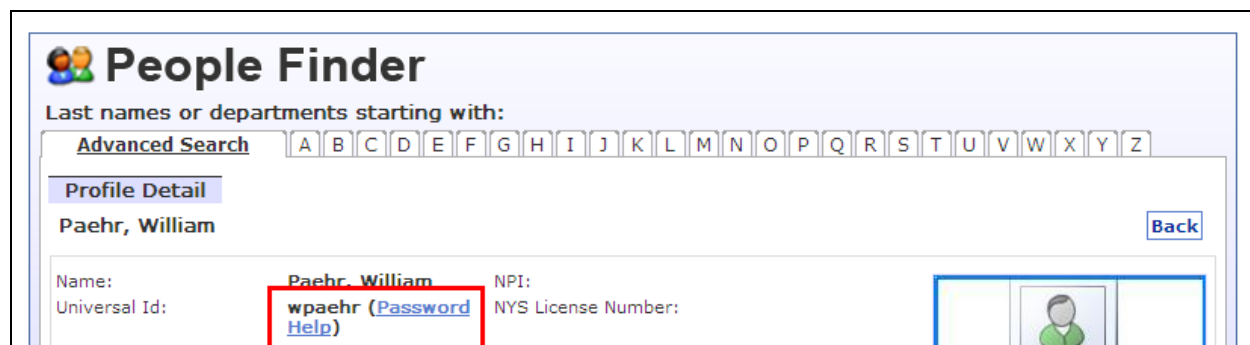 People Finder
Last names or departments starting with:
Advanced Search A B C D E F G H I J K L M N O P Q R S T U V W X Y Z
Profile Detail
Paehr, William Back
Name: Paehr, William NPI:
Universal Id: wpaehr (Password Help) NYS License Number: